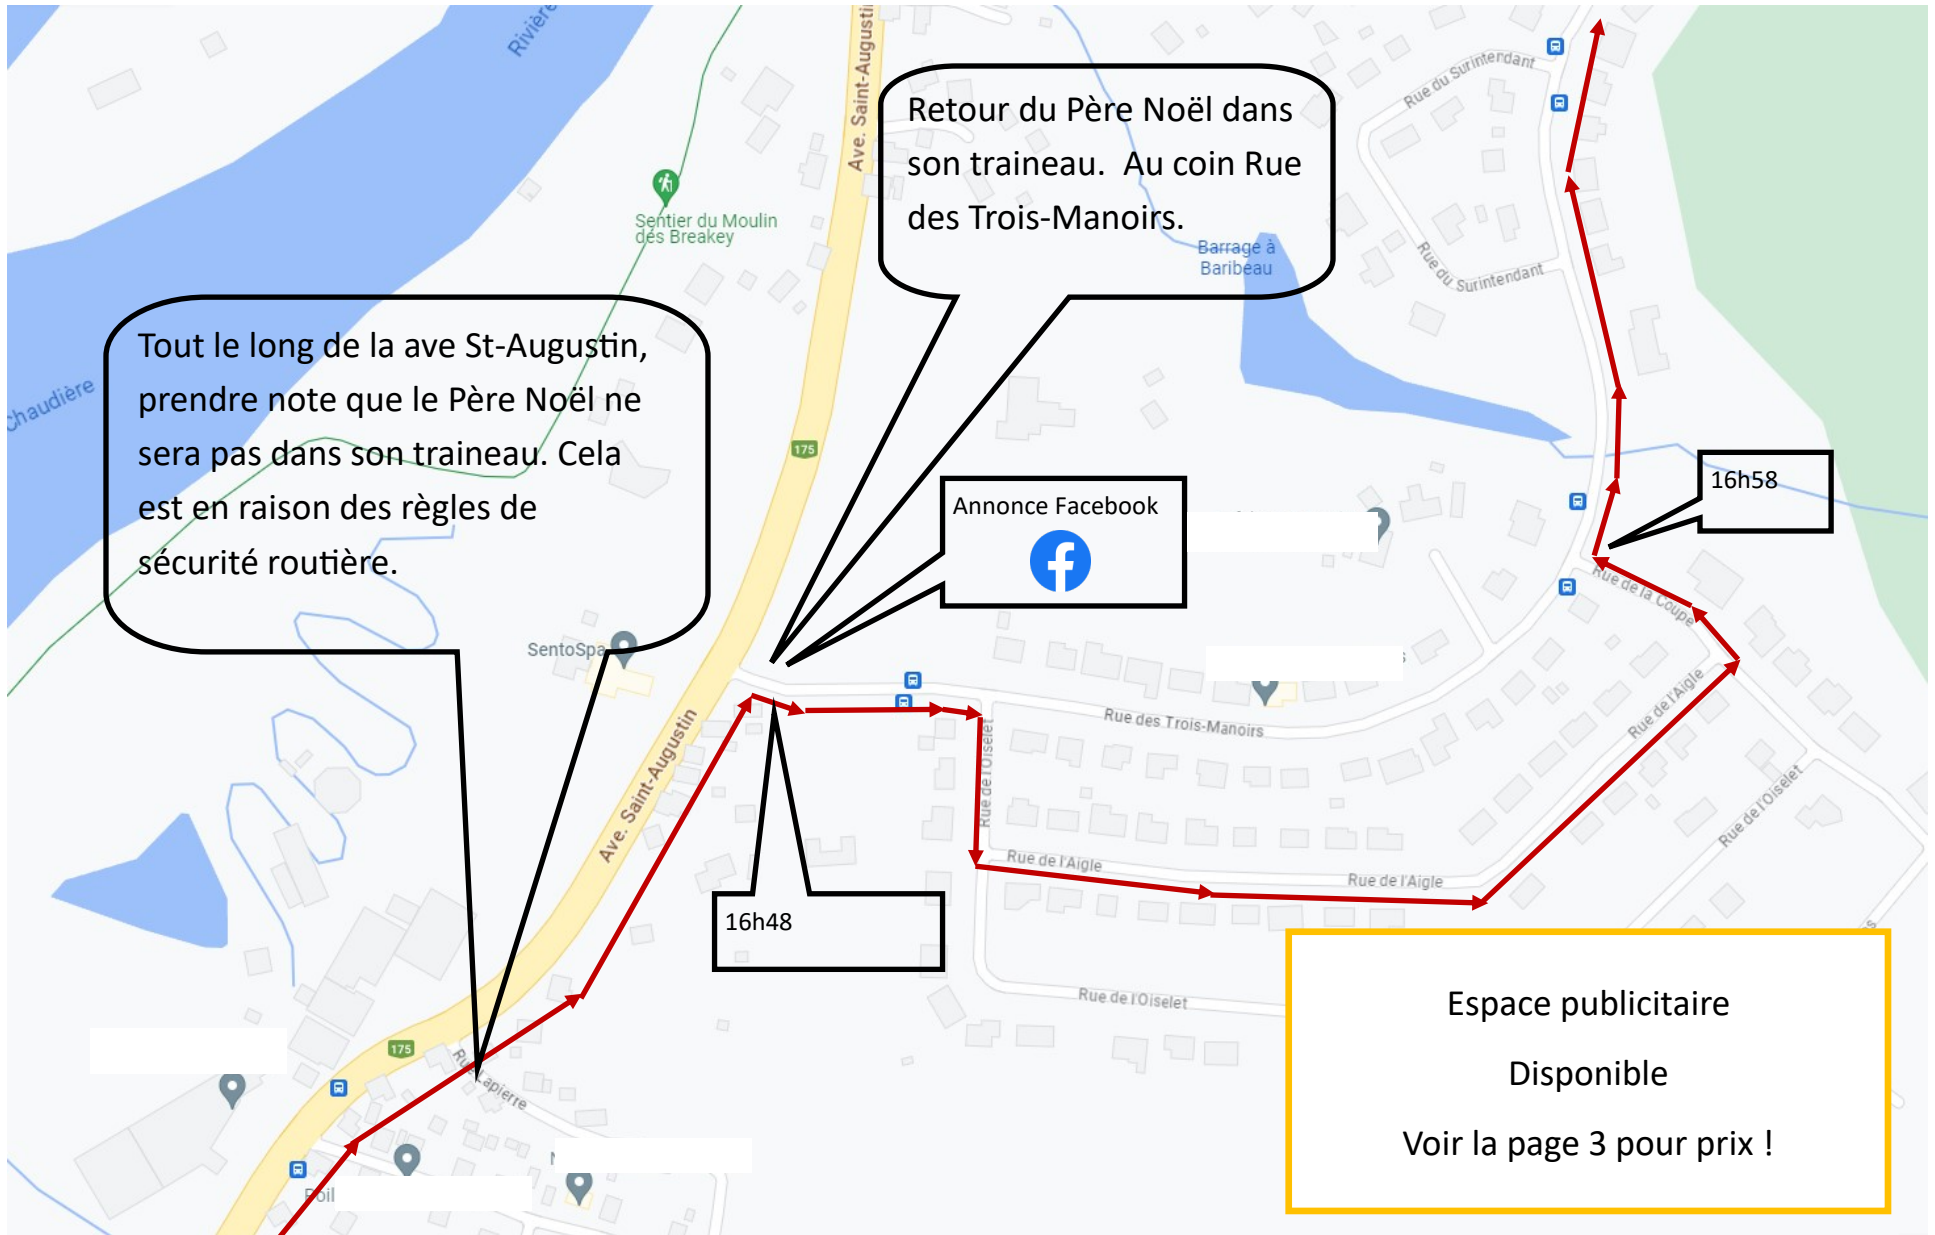 Rivière
Ave. Saint-Augustin
Rue du Surintendant
Retour du Père Noël dans
son traineau.  Au coin Rue
des Trois-Manoirs.
Sentier du Moulin
des Breakey
Barrage à
Baribeau
Rue du Surintendant
Tout le long de la ave St-Augustin,
prendre note que le Père Noël ne
sera pas dans son traineau. Cela
est en raison des règles de
sécurité routière.
Chaudière
175
16h58
Annonce Facebook
Rue de la Coupe
SentoSpa
Rue des Trois-Manoirs
Rue de l'Aigle
Rue de l'Oiselet
Ave. Saint-Augustin
Rue de l'Oiselet
Rue de l'Aigle
Rue de l'Aigle
16h48
Rue de l'Oiselet
175
Rue Lapierre
Espace publicitaire
Disponible
Voir la page 3 pour prix !